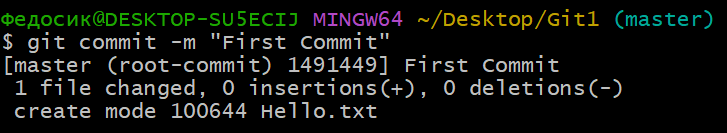 Федосик@DESKTOP-SU5ECIJ MINGW64 ~/Desktop/Git1 (master)
$ git commit -m "First Commit"
[master (root-commit) 1491449] First Commit
 1 file changed, 0 insertions(+), 0 deletions(-)
 create mode 100644 Hello.txt